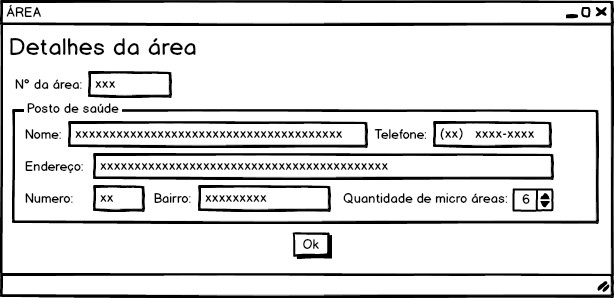 ÁREA
Detalhes da área
Nº da área: xxx
Posto de saúde
Nome: xxxxxxxxxxxxxxxxxxxxxxxxxxxxxxxxxxxxxxx Telefone: (xx) xxxx-xxxx
Endereço: xxxxxxxxxxxxxxxxxxxxxxxxxxxxxxxxxxxxxxxxxx
Numero: xx Bairro: xxxxxxxxx Quantidade de micro áreas: 6
Ok